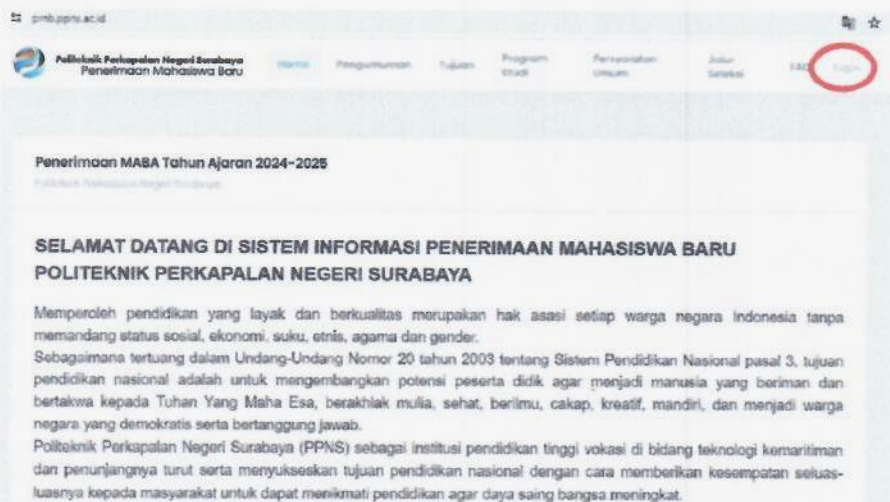 pmb.ppns.ac.id
Politeknik Perkapalan Negeri Surabaya
Penerimaan Mahasiswa Baru
Home Pengumuman Tujuan Program Studi Persyaratan Umum Jalur Seleksi FAQ Login
Penerimaan MABA Tahun Ajaran 2024-2025
Politeknik Perkapalan Negeri Surabaya
SELAMAT DATANG DI SISTEM INFORMASI PENERIMAAN MAHASISWA BARU
POLITEKNIK PERKAPALAN NEGERI SURABAYA
Memperoleh pendidikan yang layak dan berkualitas merupakan hak asasi setiap warga negara Indonesia tanpa
memandang status sosial, ekonomi, suku, etnis, agama dan gender.
Sebagaimana tertuang dalam Undang-Undang Nomor 20 tahun 2003 tentang Sistem Pendidikan Nasional pasal 3, tujuan
pendidikan nasional adalah untuk mengembangkan potensi peserta didik agar menjadi manusia yang beriman dan
bertakwa kepada Tuhan Yang Maha Esa, berakhlak mulia, sehat, berilmu, cakap, kreatif, mandiri, dan menjadi warga
negara yang demokratis serta bertanggung jawab.
Politeknik Perkapalan Negeri Surabaya (PPNS) sebagai institusi pendidikan tinggi vokasi di bidang teknologi kemaritiman
dan penunjangnya turut serta menyukseskan tujuan pendidikan nasional dengan cara memberikan kesempatan seluas-
luasnya kepada masyarakat untuk dapat menikmati pendidikan agar daya saing bangsa meningkat.